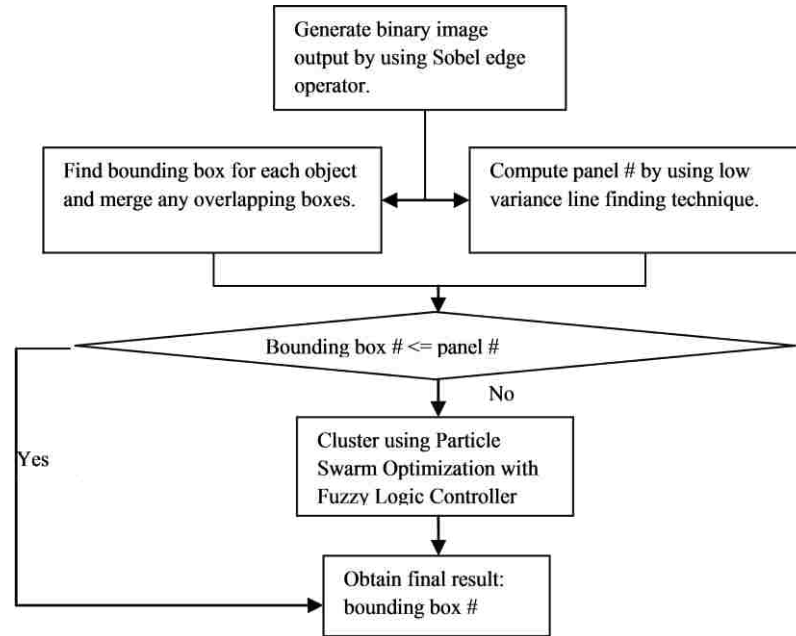 Generate binary image
output by using Sobel edge
operator.
Find bounding box for each object
and merge any overlapping boxes.
Compute panel # by using low
variance line finding technique.
Bounding box # <= panel #
No
Yes
Cluster using Particle
Swarm Optimization with
Fuzzy Logic Controller
Obtain final result:
bounding box #